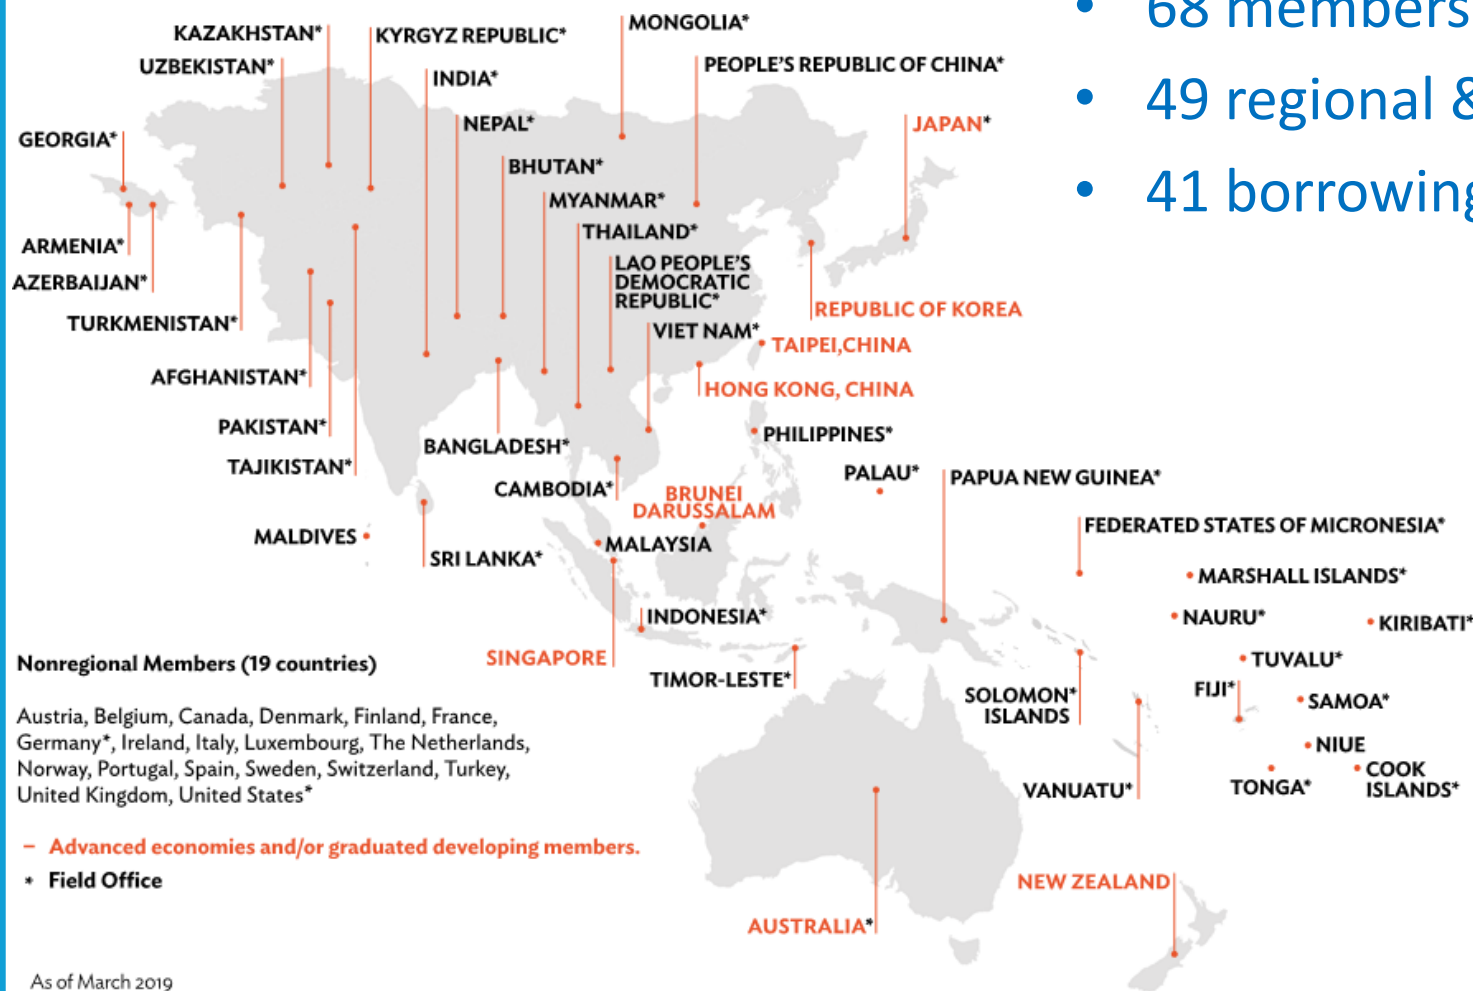 • 68 members
• 49 regional &
• 41 borrowing
KAZAKHSTAN*
UZBEKISTAN*
KYRGYZ REPUBLIC*
INDIA*
MONGOLIA*
PEOPLE'S REPUBLIC OF CHINA*
GEORGIA*
NEPAL*
JAPAN*
BHUTAN*
MYANMAR*
THAILAND*
ARMENIA*
LAO PEOPLE'S
DEMOCRATIC
REPUBLIC*
AZERBAIJAN*
TURKMENISTAN*
REPUBLIC OF KOREA
VIET NAM*
TAIPEI,CHINA
AFGHANISTAN*
HONG KONG, CHINA
PAKISTAN*
PHILIPPINES*
BANGLADESH*
TAJIKISTAN*
PALAU*
PAPUA NEW GUINEA*
CAMBODIA*
BRUNEI
DARUSSALAM
FEDERATED STATES OF MICRONESIA*
MALDIVES
MALAYSIA
SRI LANKA*
MARSHALL ISLANDS*
INDONESIA*
NAURU*
KIRIBATI*
SINGAPORE
TUVALU*
TIMOR-LESTE*
FIJI*
SOLOMON*
ISLANDS
SAMOA*
NIUE
VANUATU*
TONGA*
COOK
ISLANDS*
Nonregional Members (19 countries)
Austria, Belgium, Canada, Denmark, Finland, France,
Germany*, Ireland, Italy, Luxembourg, The Netherlands,
Norway, Portugal, Spain, Sweden, Switzerland, Turkey,
United Kingdom, United States*
– Advanced economies and/or graduated developing members.
* Field Office
NEW ZEALAND
AUSTRALIA*
As of March 2019